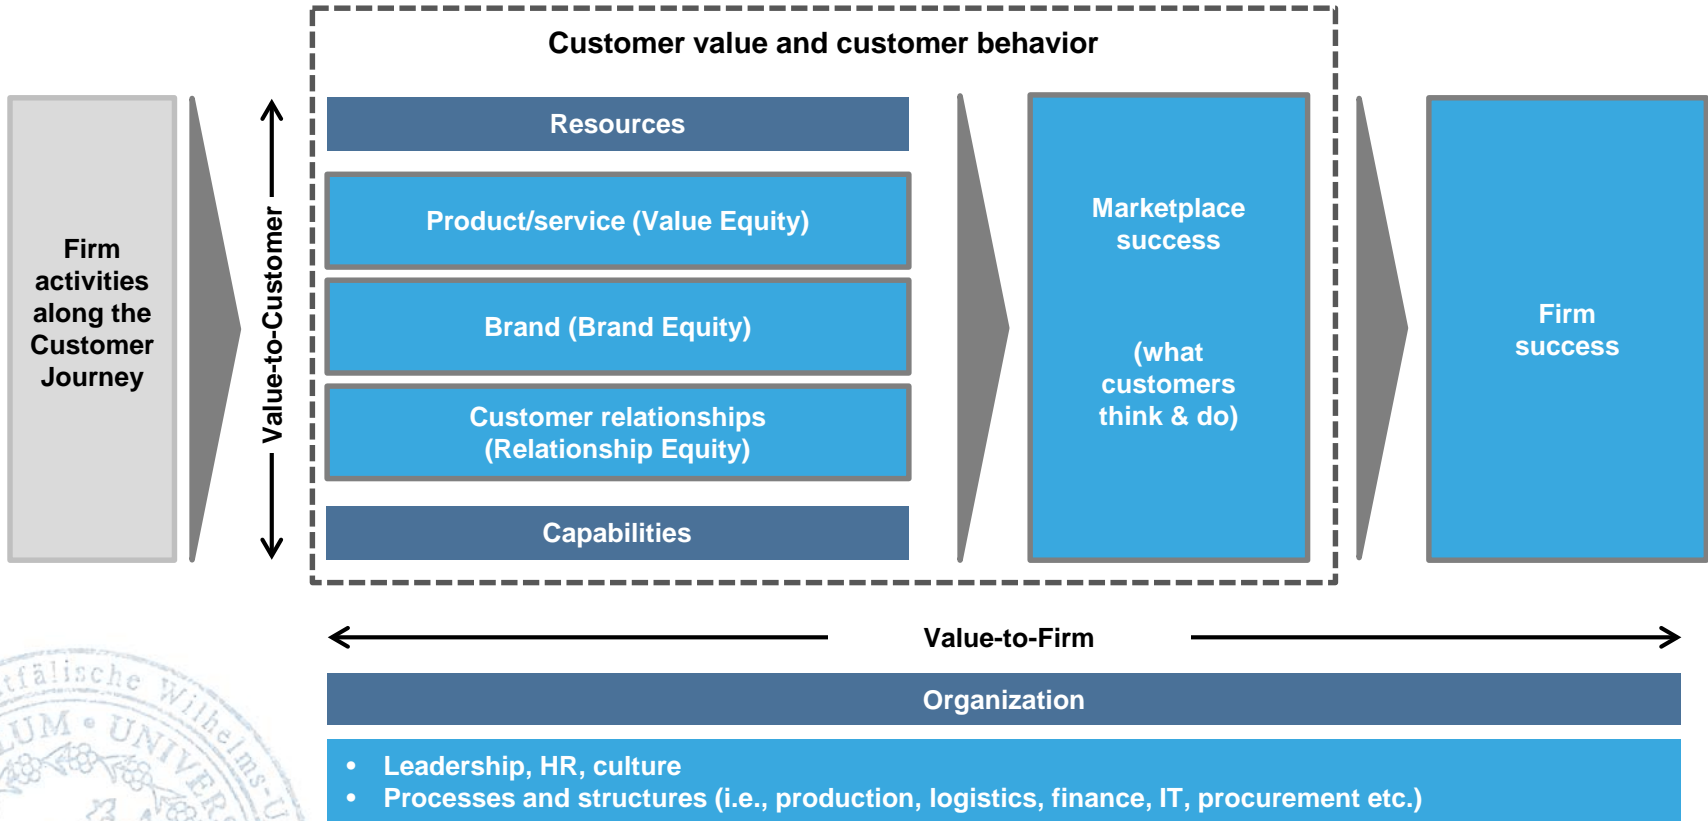 Customer value and customer behavior
Firm
activities
along the
Customer
Journey
Value-to-Customer
Resources
Product/service (Value Equity)
Brand (Brand Equity)
Customer relationships
(Relationship Equity)
Capabilities
Marketplace
success
(what
customers
think & do)
Firm
success
Value-to-Firm
Organization
• Leadership, HR, culture
• Processes and structures (i.e., production, logistics, finance, IT, procurement etc.)
Wilhelms-U